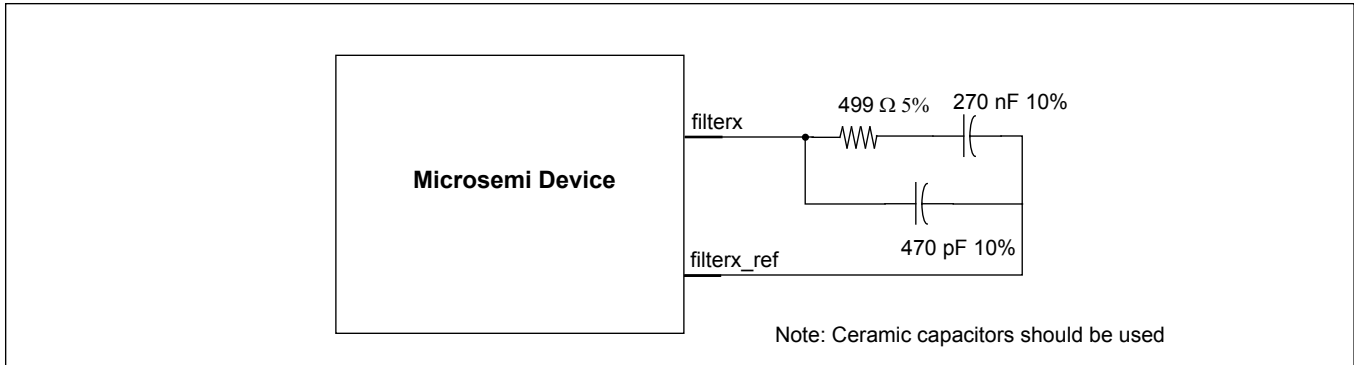 499 Ω 5%
270 nF 10%
filterx
Microsemi Device
470 pF 10%
filterx_ref
Note: Ceramic capacitors should be used